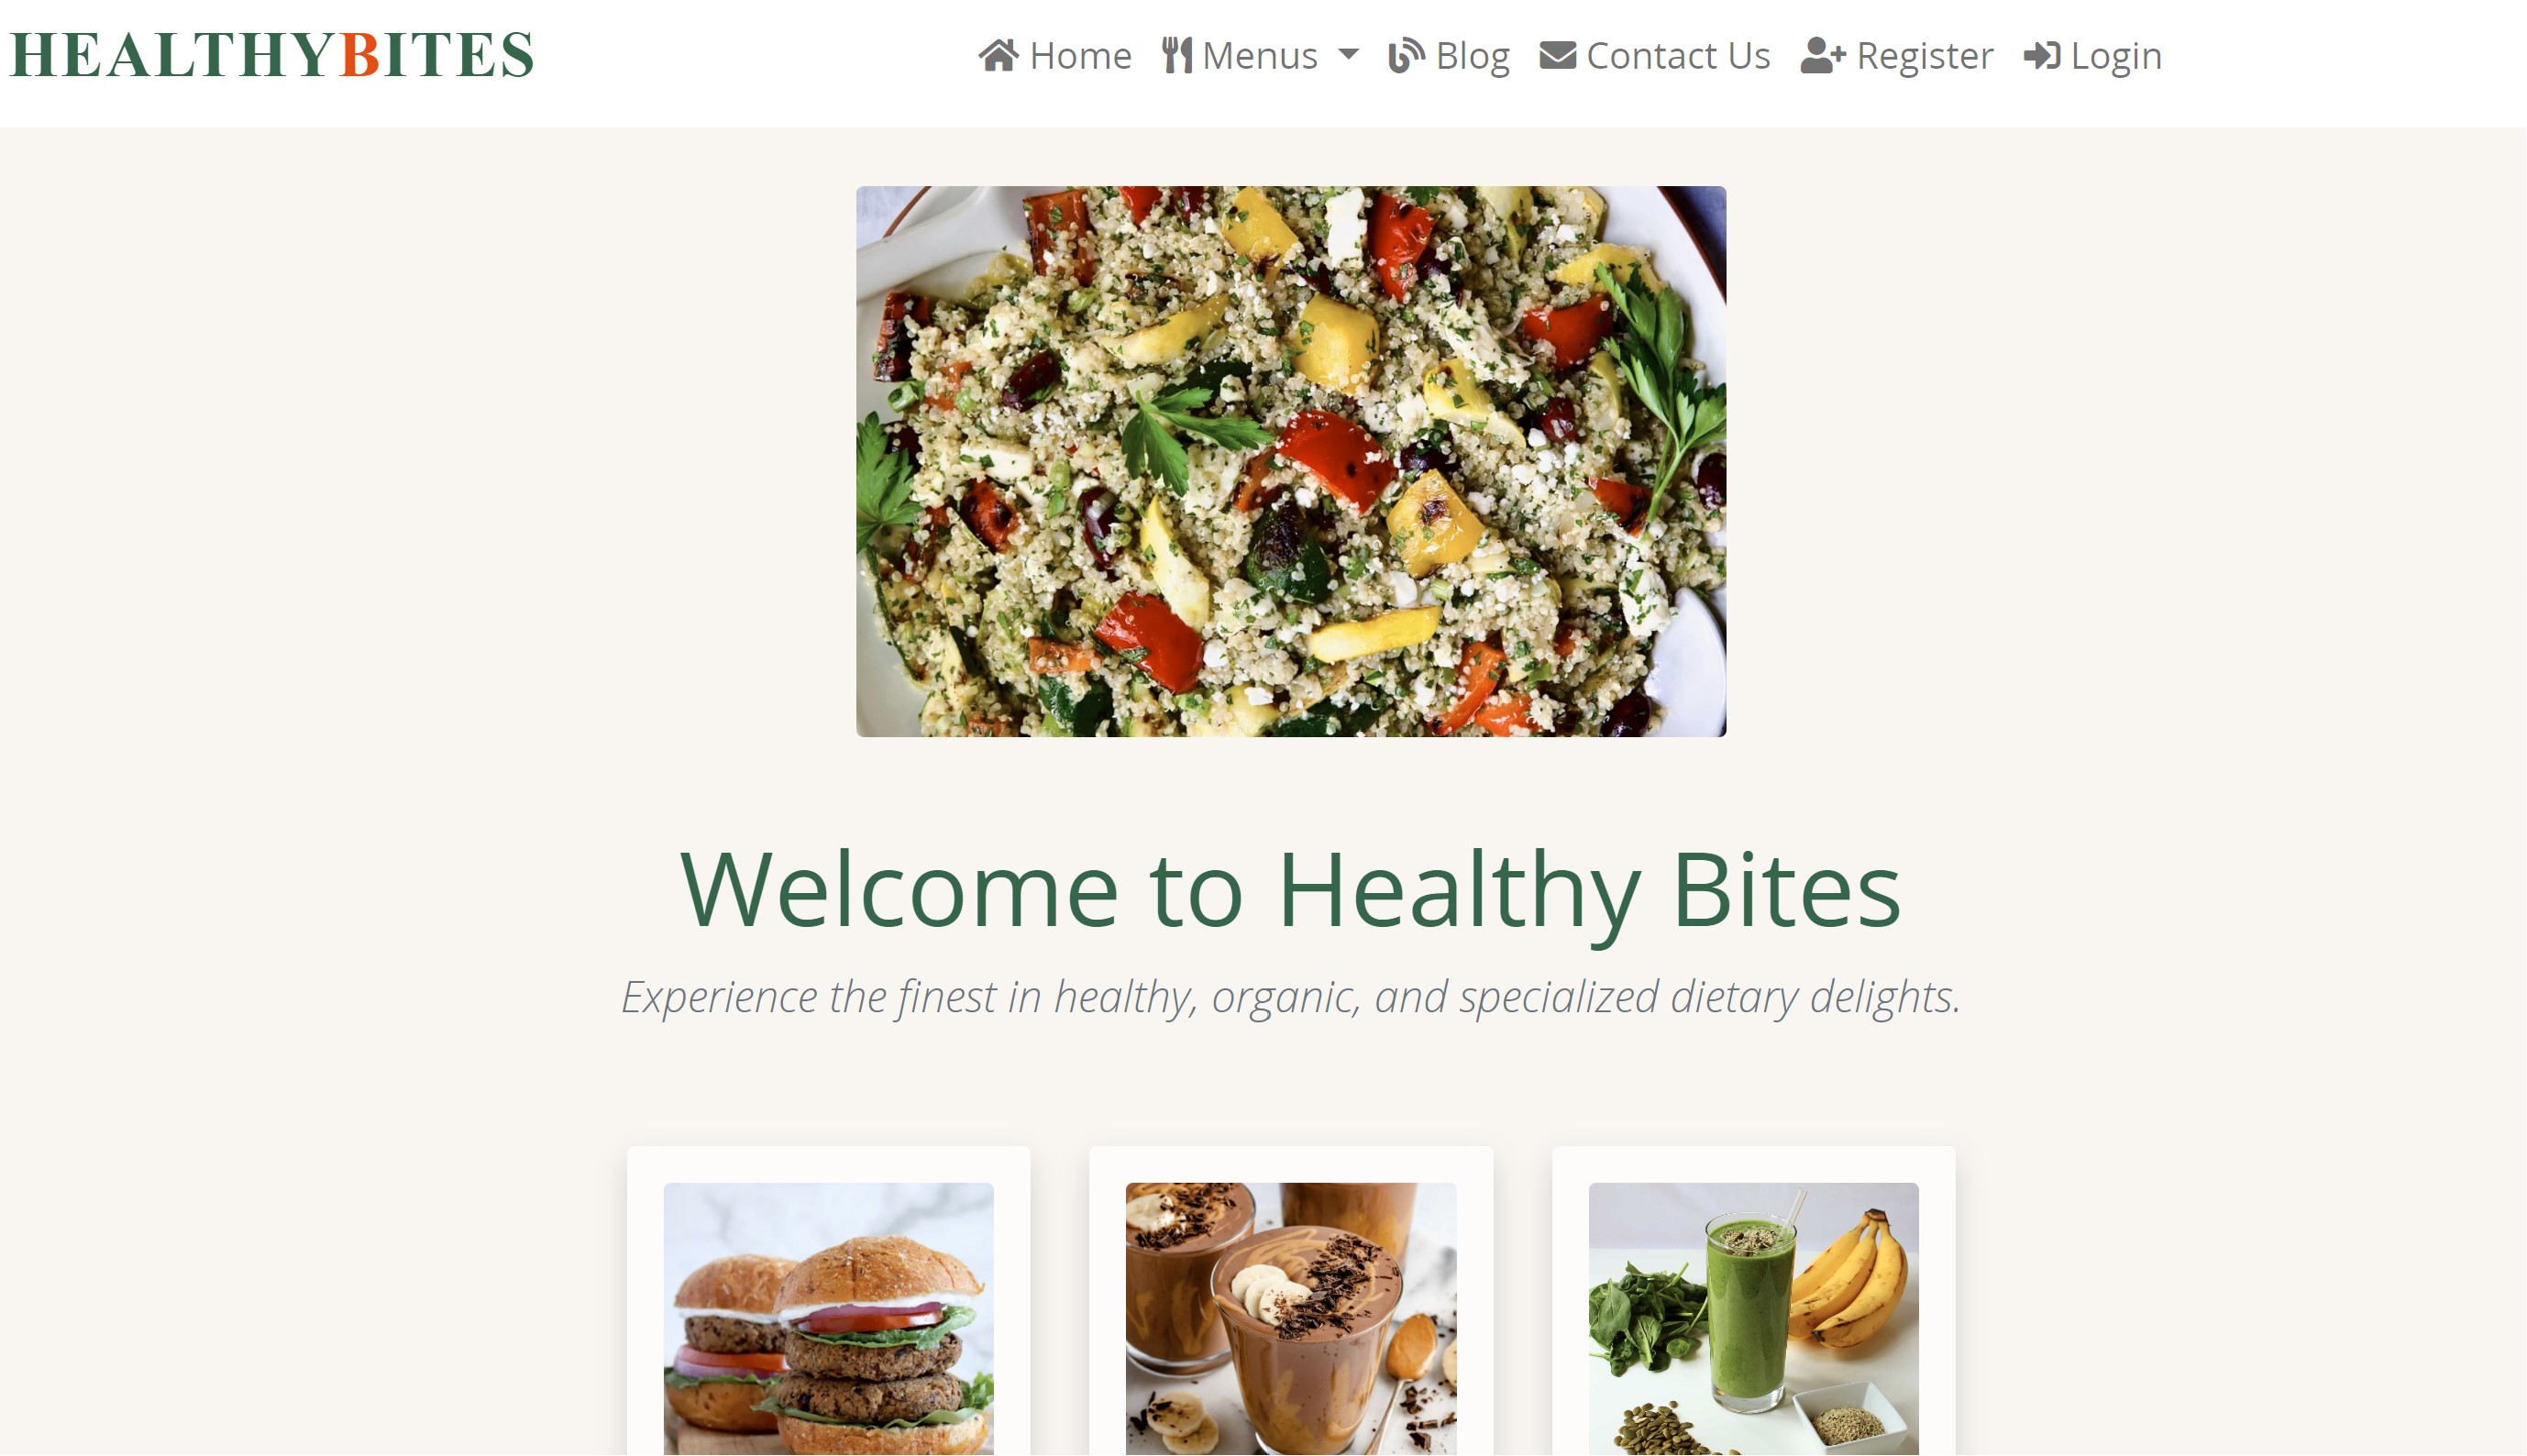 HEALTHYBITES
Home Menus Blog Contact Us Register Login
Welcome to Healthy Bites
Experience the finest in healthy, organic, and specialized dietary delights.